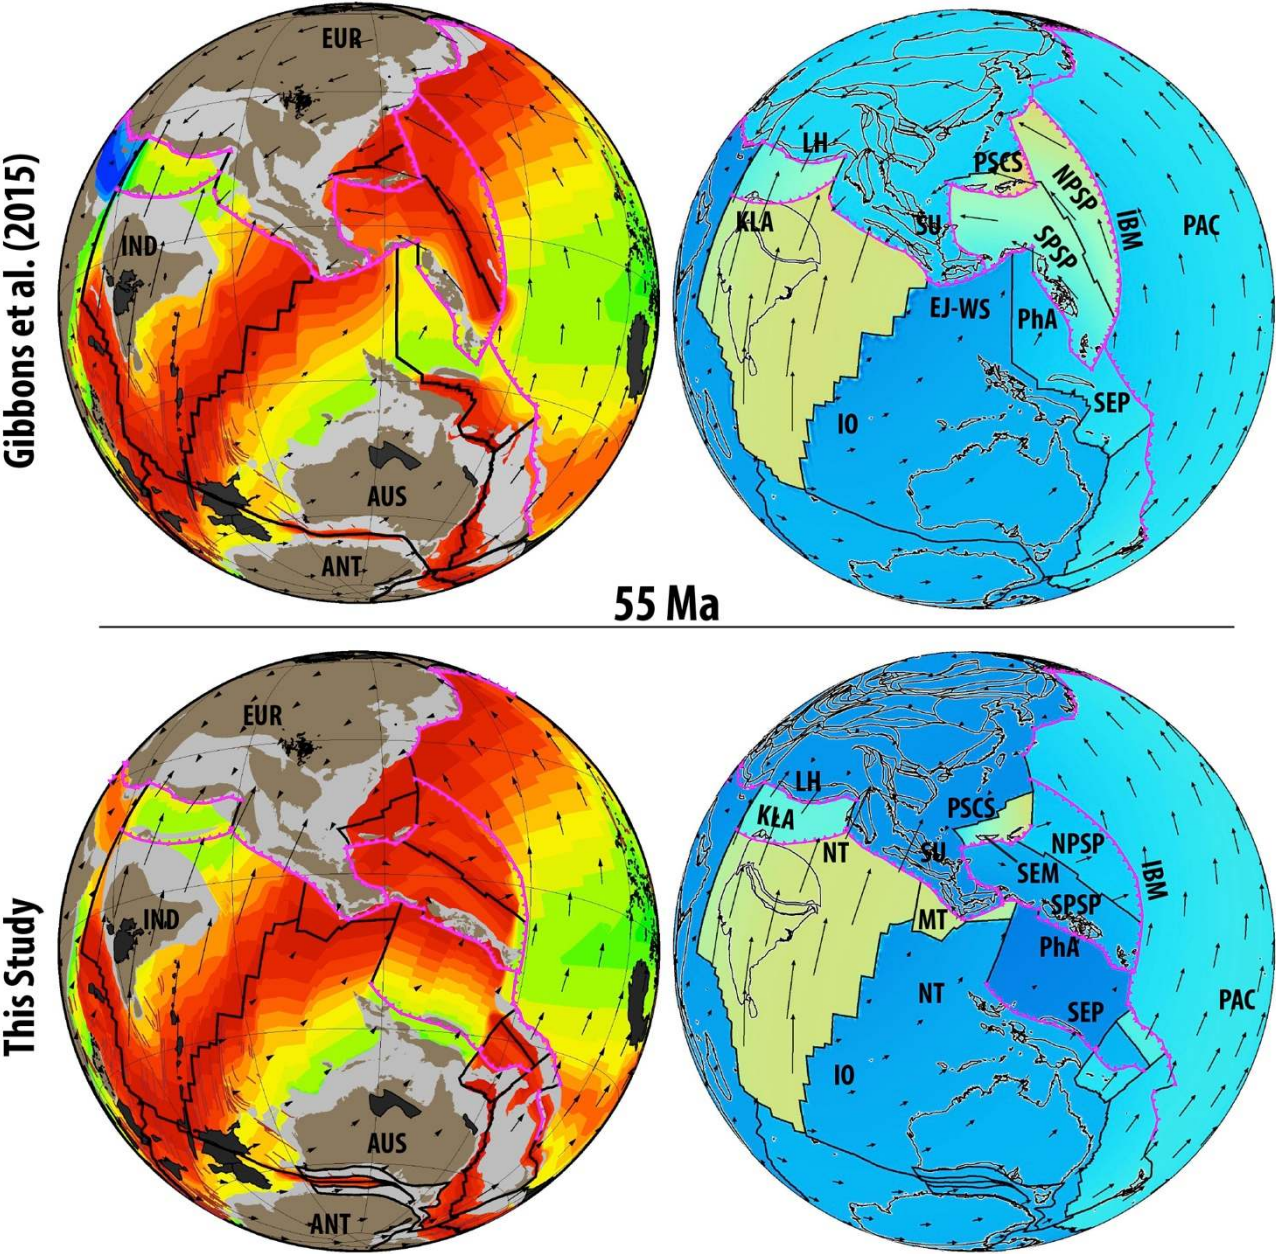 Gibbons et al. (2015)
EUR
IND
AUS
ANT
LH
PSCS
KLA
SU
NPSP
SPSP
IBM
PAC
EJ-WS
PhA
IO
SEP
55 Ma
This Study
EUR
IND
AUS
ANT
LH
KLA
PSCS
NT
SU
NPSP
SEM
IBM
SPSP
MT
PhA
NT
SEP
PAC
IO